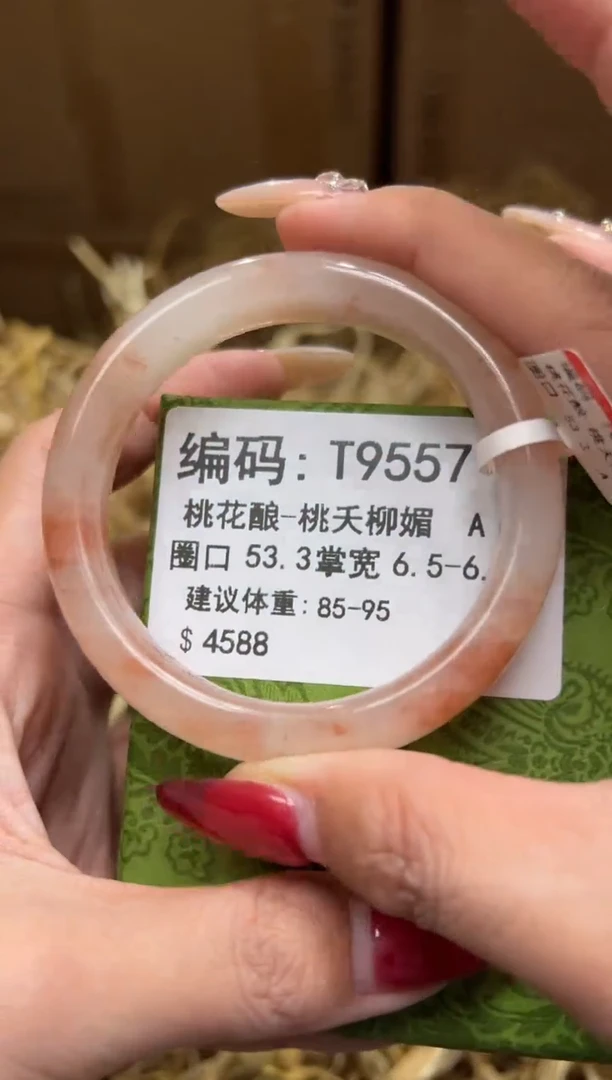 编码: T9557
桃花酿-桃夭柳媚 A
圈口 53.3掌宽 6.5-6.
建议体重: 85-95
$ 4588